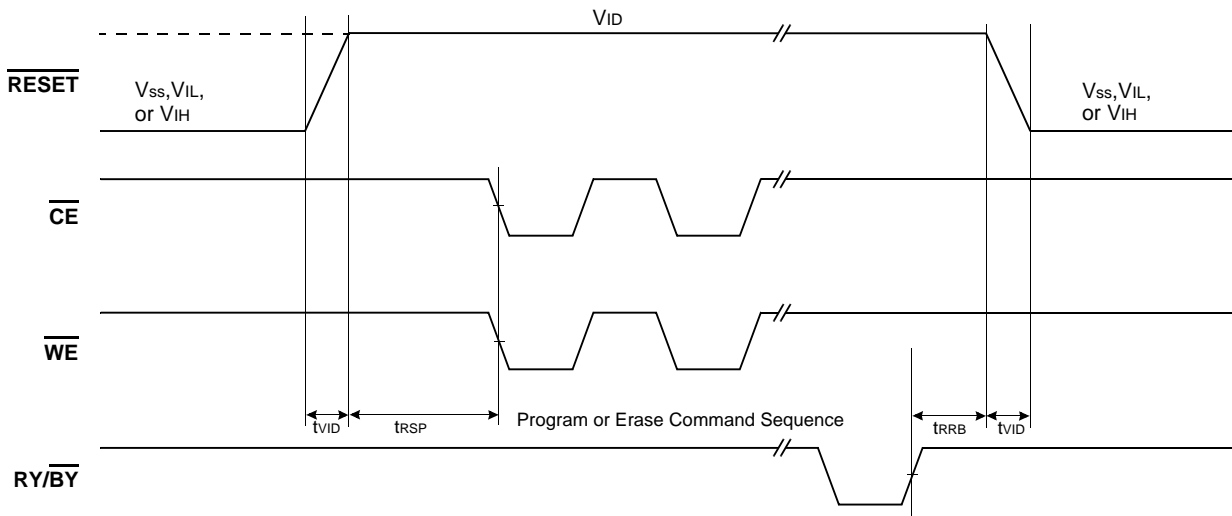 VID
RESET
Vss,VIL,
or VIH
Vss,VIL,
or VIH
CE
WE
tVID
tRSP
Program or Erase Command Sequence
tRRB
tVID
RY/BY